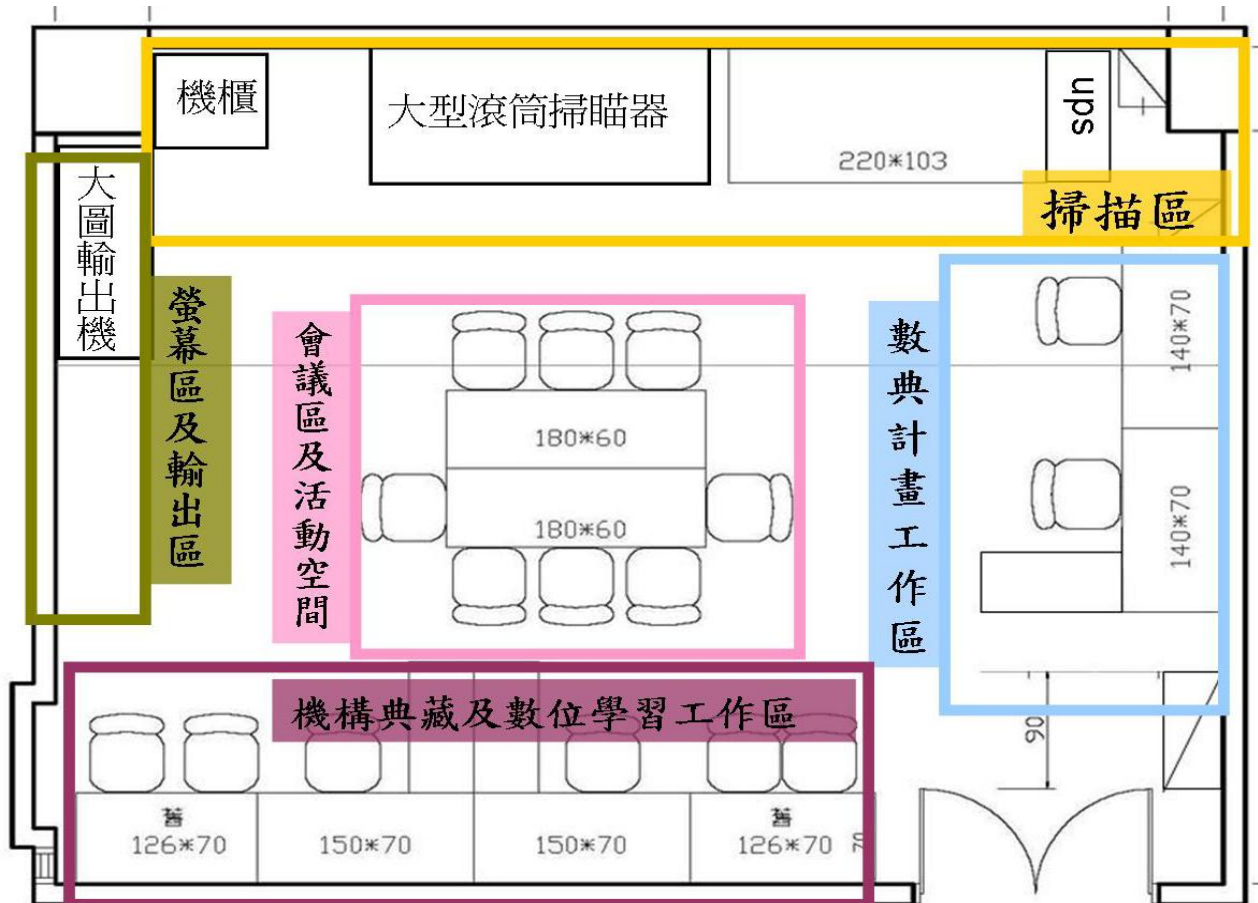 機櫃
大型滾筒掃瞄器
220*103
sdn
掃描區
大圖輸出機
螢幕區及輸出區
會議區及活動空間
180*60
180*60
數典計畫工作區
140*70
140*70
90
機構典藏及數位學習工作區
舊
126*70
150*70
150*70
舊
126*70